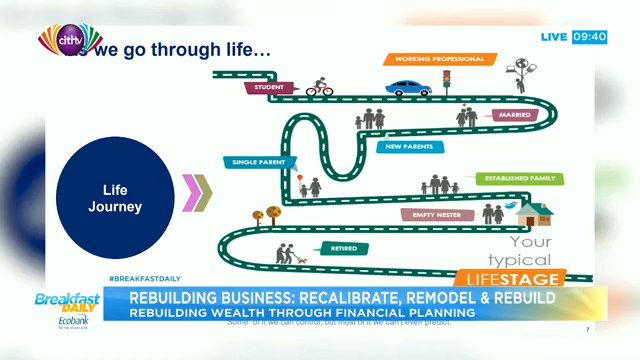 citi tv
s we go through life...
LIVE 09:40
WORKING PROFESSIONAL
STUDENT
MARRIED
NEW PARENTS
SINGLE PARENT
ESTABLISHED FAMILY
Life
Journey
EMPTY NESTER
RETIRED
Your
typical
LIFESTAGE
#BREAKFASTDAILY
Breakfast
DAILY
Ecobank
REBUILDING BUSINESS: RECALIBRATE, REMODEL & REBUILD
REBUILDING WEALTH THROUGH FINANCIAL PLANNING
Some of it we can control, but most of it we can't even predict.
7